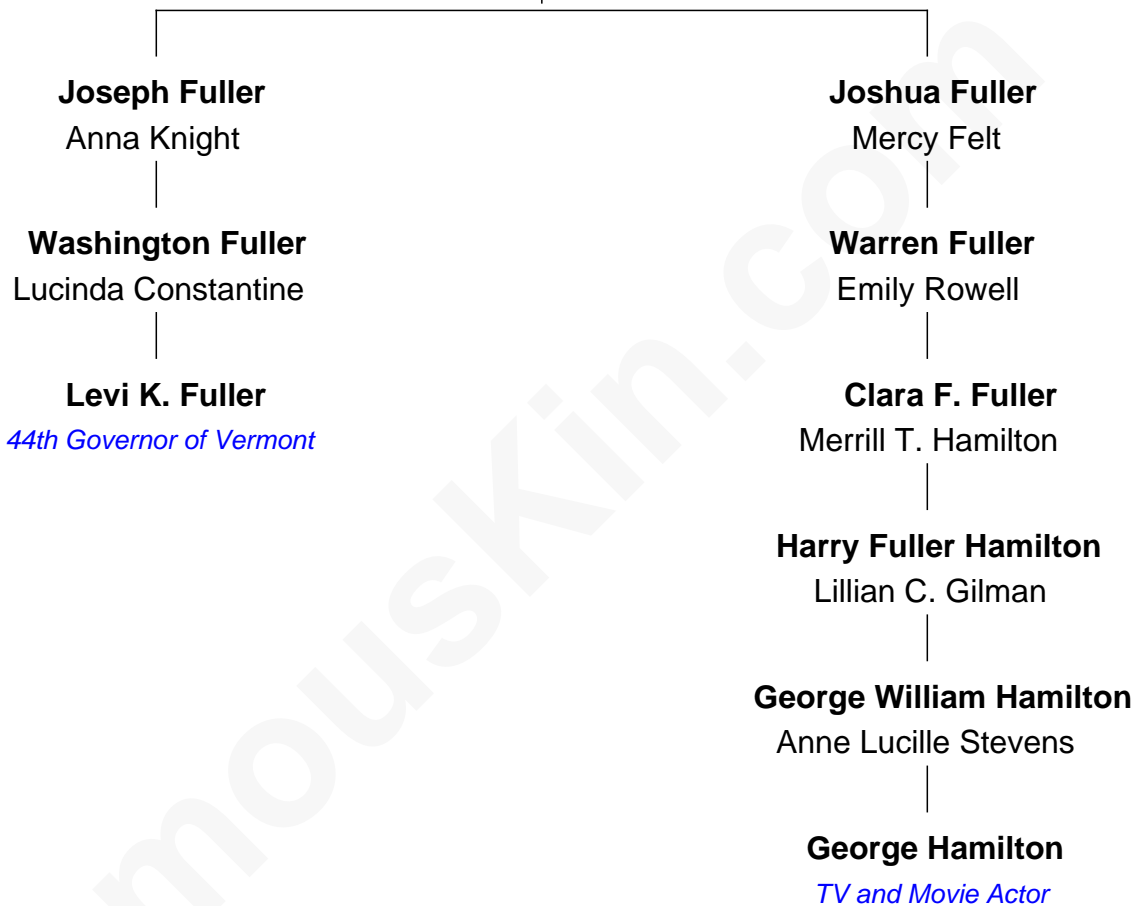 Joseph Fuller
Anna Knight
Washington Fuller
Lucinda Constantine
Levi K. Fuller
44th Governor of Vermont
Joshua Fuller
Mercy Felt
Warren Fuller
Emily Rowell
Clara F. Fuller
Merrill T. Hamilton
Harry Fuller Hamilton
Lillian C. Gilman
George William Hamilton
Anne Lucille Stevens
George Hamilton
TV and Movie Actor
mouskin.com